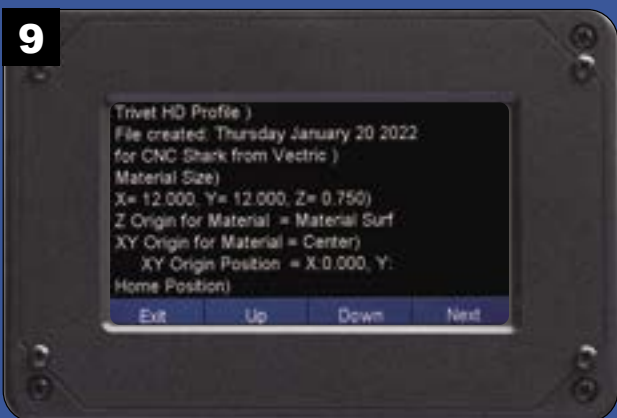 9
Trivet HD Profile )
File created: Thursday January 20 2022
for CNC Shark from Vectric )
Material Size)
X= 12.000, Y= 12.000, Z= 0.750)
Z Origin for Material = Material Surf
XY Origin for Material = Center)
XY Origin Position = X:0.000, Y:
Home Position)
Exit Up Down Next